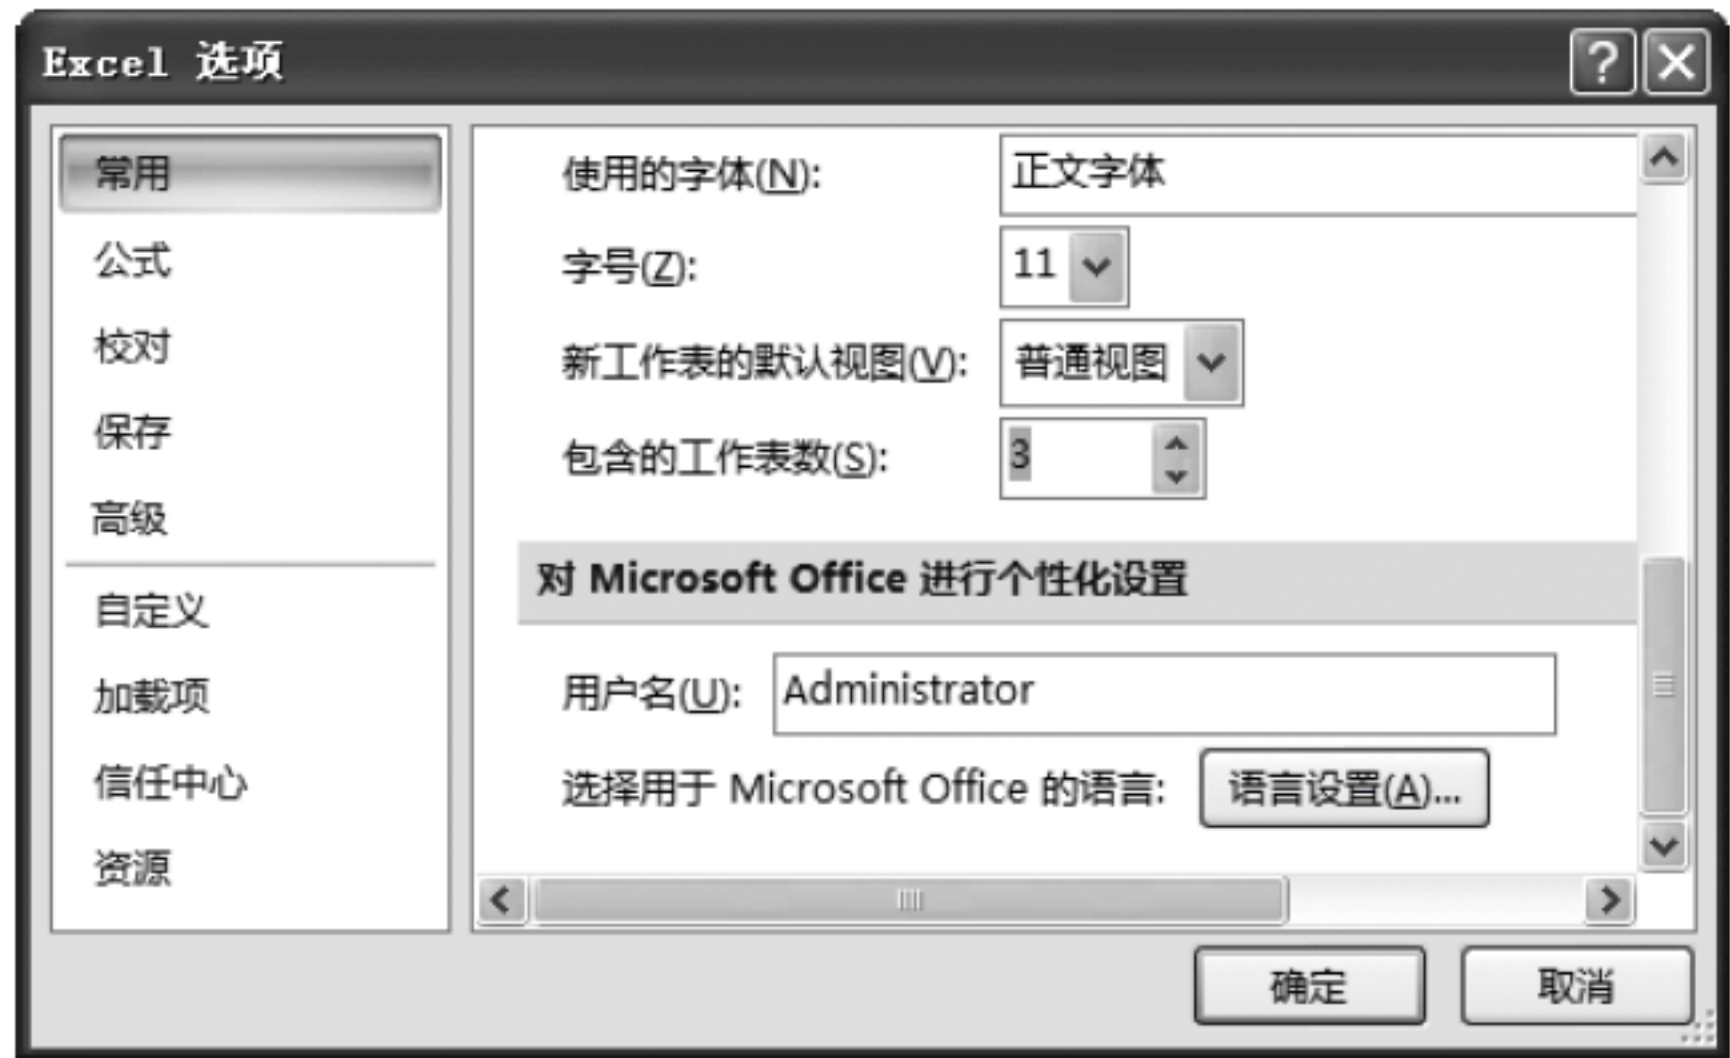 Excel 选项
常用
公式
校对
保存
高级
自定义
加载项
信任中心
资源
使用的字体(N): 正文字体
字号(Z): 11
新工作表的默认视图(V): 普通视图
包含的工作表数(S): 3
对 Microsoft Office 进行个性化设置
用户名(U): Administrator
选择用于 Microsoft Office 的语言: 语言设置(A)...
确定 取消